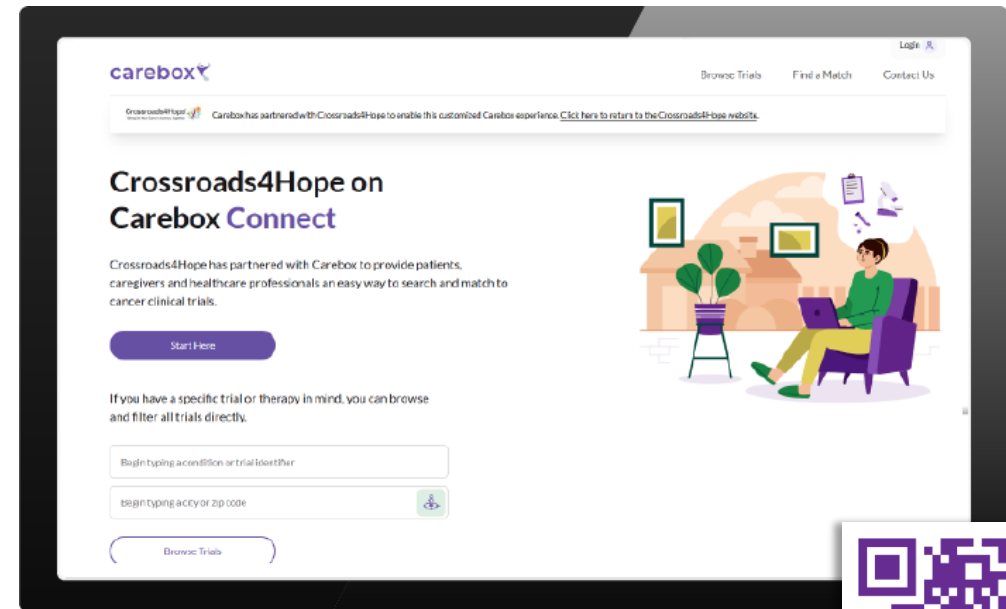 Login
carebox
Browse Trials Find a Match Contact Us
Crossroads4Hope Carebox has partnered with Crossroads4Hope to enable this customized Carebox experience. Click here to return to the Crossroads4Hope website.
Crossroads4Hope on
Carebox Connect
Crossroads4Hope has partnered with Carebox to provide patients,
caregivers and healthcare professionals an easy way to search and match to
cancer clinical trials.
Start Here
If you have a specific trial or therapy in mind, you can browse
and filter all trials directly.
Begin typing a condition or trial identifier
Begin typing a city or zip code
Browse Trials